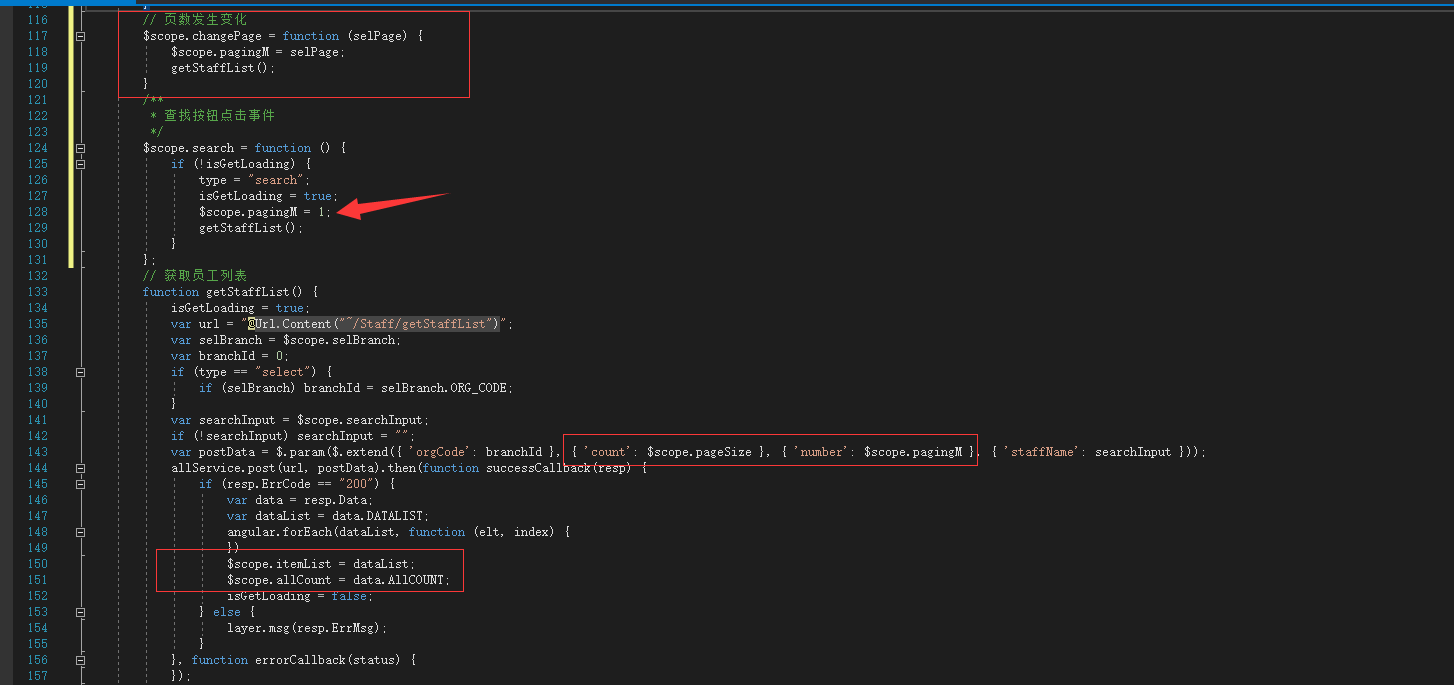 116 // 页数发生变化
117 $scope.changePage = function (selPage) {
118 $scope.pagingM = selPage;
119 getStaffList();
120 }
121 /**
122 * 查找按钮点击事件
123 */
124 $scope.search = function () {
125 if (!isGetLoading) {
126 type = "search";
127 isGetLoading = true;
128 $scope.pagingM = 1;
129 getStaffList();
130 }
131 };
132 // 获取员工列表
133 function getStaffList() {
134 isGetLoading = true;
135 var url = "@Url.Content("~/Staff/getStaffList")";
136 var selBranch = $scope.selBranch;
137 var branchId = 0;
138 if (type == "select") {
139 if (selBranch) branchId = selBranch.ORG_CODE;
140 }
141 var searchInput = $scope.searchInput;
142 if (!searchInput) searchInput = "";
143 var postData = $.param($.extend({ 'orgCode': branchId }, { 'count': $scope.pageSize }, { 'number': $scope.pagingM }, { 'staffName': searchInput }));
144 allService.post(url, postData).then(function successCallback(resp) {
145 if (resp.ErrCode == "200") {
146 var data = resp.Data;
147 var dataList = data.DATALIST;
148 angular.forEach(dataList, function (elt, index) {
149 })
150 $scope.itemList = dataList;
151 $scope.allCount = data.AllCOUNT;
152 isGetLoading = false;
153 } else {
154 layer.msg(resp.ErrMsg);
155 }
156 }, function errorCallback(status) {
157 });